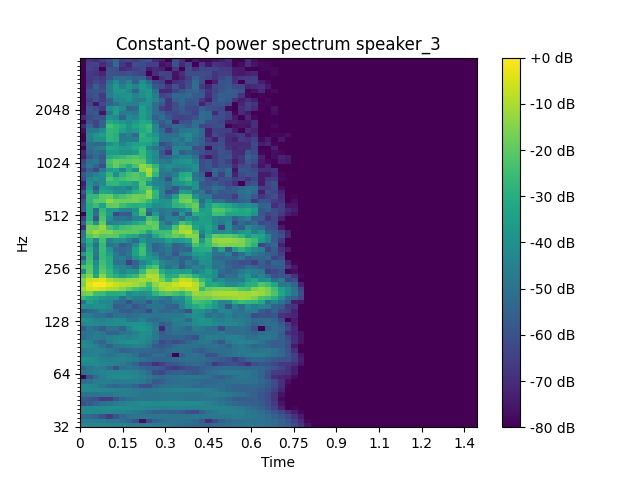 Constant-Q power spectrum speaker_3
Hz
2048
1024
512
256
128
64
32
0 0.15 0.3 0.45 0.6 0.75 0.9 1.1 1.2 1.4
Time
+0 dB
-10 dB
-20 dB
-30 dB
-40 dB
-50 dB
-60 dB
-70 dB
-80 dB